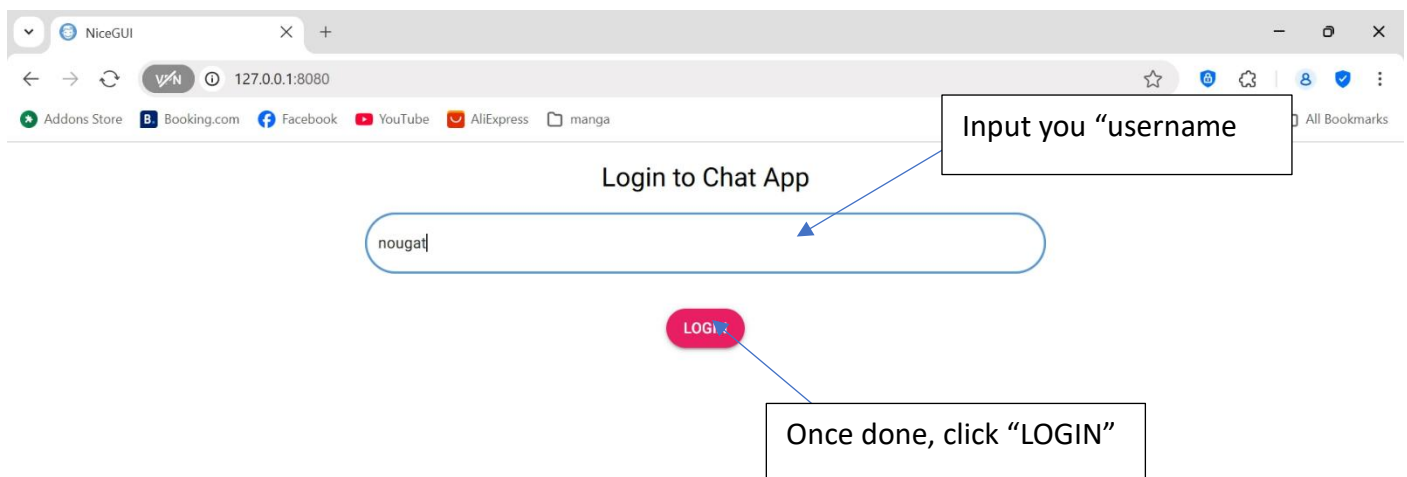 NiceGUI
VPN 127.0.0.1:8080
Addons Store B. Booking.com Facebook YouTube AliExpress manga All Bookmarks
Input you “username
Login to Chat App
nougat
LOGIN
Once done, click “LOGIN”